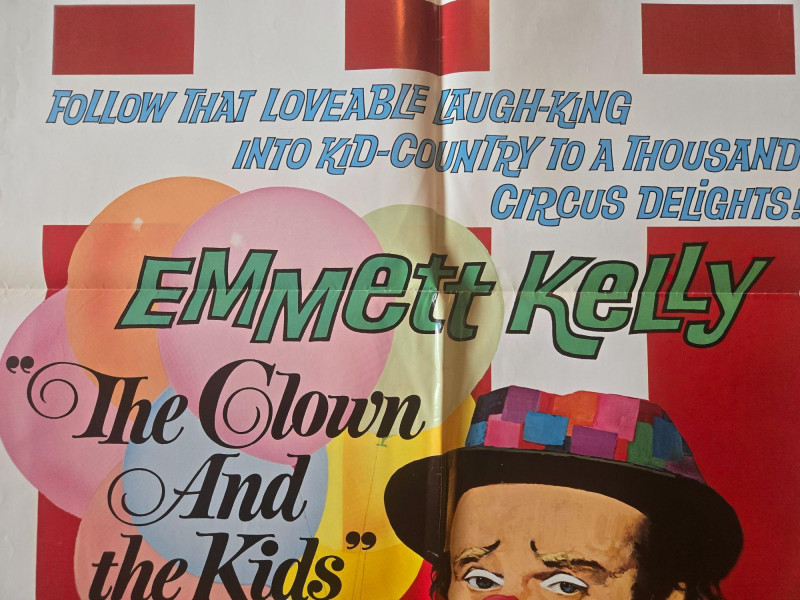 FOLLOW THAT LOVEABLE LAUGH-KING
INTO KID-COUNTRY TO A THOUSAND
CIRCUS DELIGHTS!
EMMETT KELLY
"The Clown
And
the Kids"